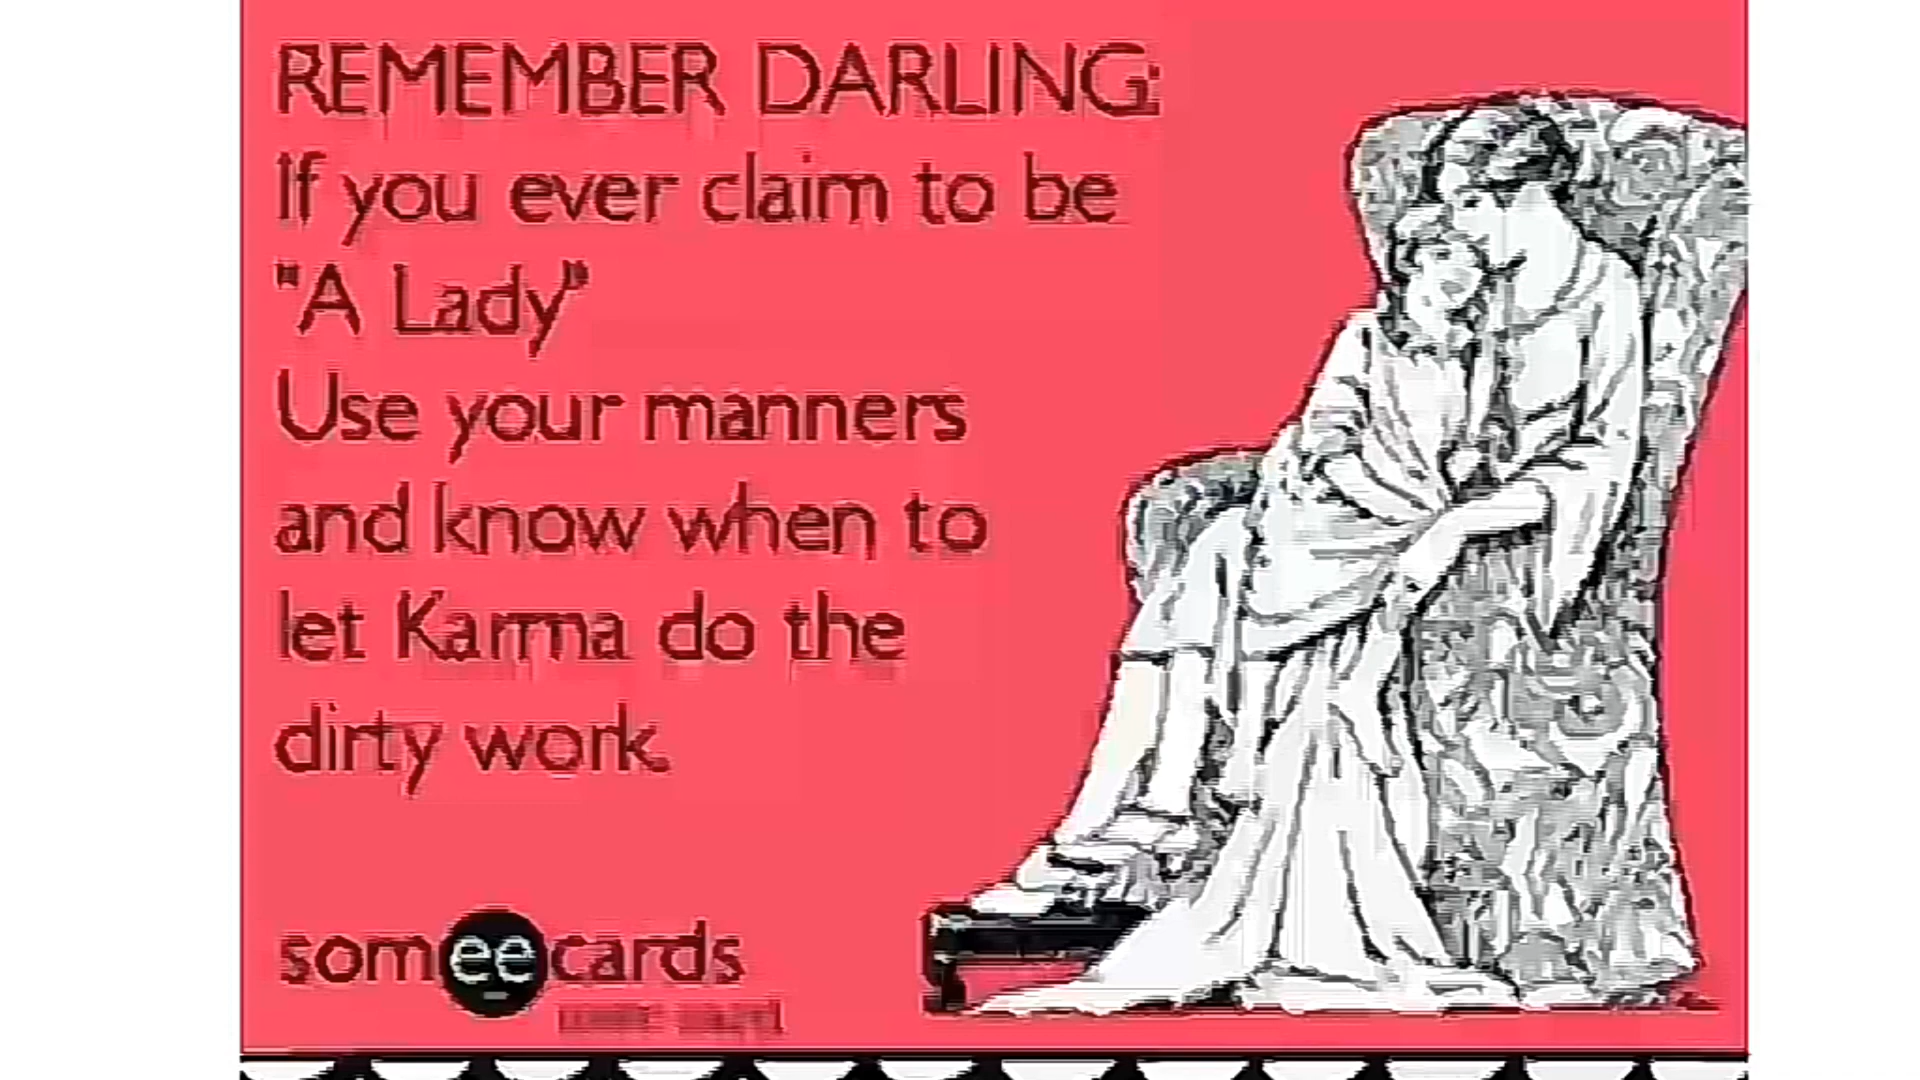 REMEMBER DARLING:
If you ever claim to be
"A Lady"
Use your manners
and know when to
let Karma do the
dirty work.
someecards